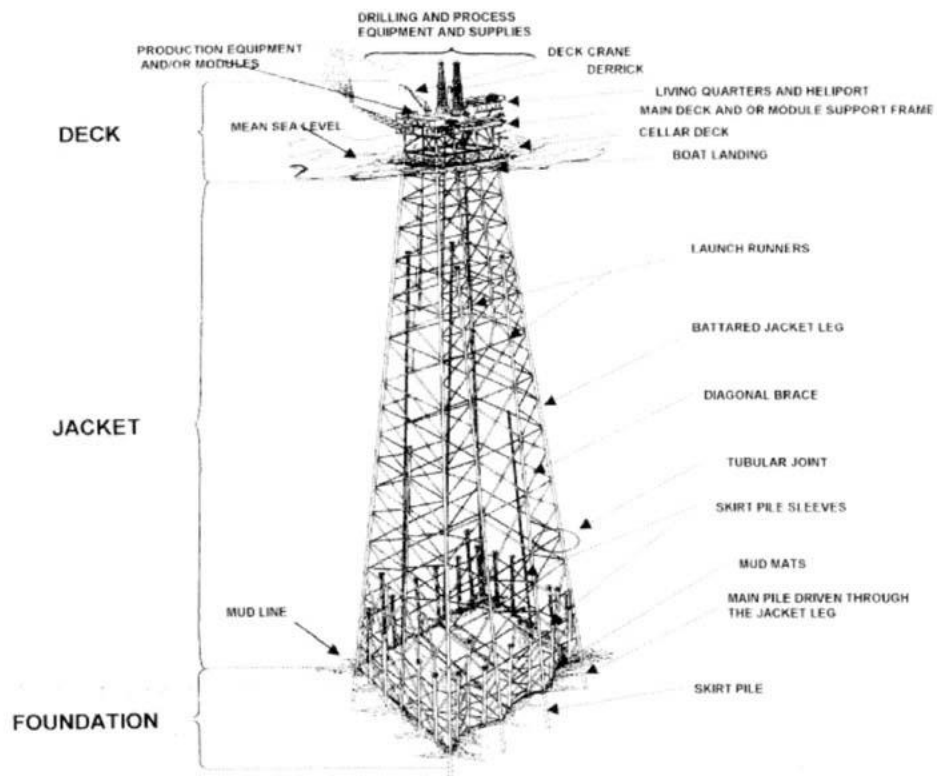 DRILLING AND PROCESS
EQUIPMENT AND SUPPLIES
PRODUCTION EQUIPMENT
AND/OR MODULES
DECK CRANE
DERRICK
LIVING QUARTERS AND HELIPORT
MAIN DECK AND OR MODULE SUPPORT FRAME
DECK
MEAN SEA LEVEL
CELLAR DECK
BOAT LANDING
LAUNCH RUNNERS
BATTARED JACKET LEG
DIAGONAL BRACE
JACKET
TUBULAR JOINT
SKIRT PILE SLEEVES
MUD MATS
MAIN PILE DRIVEN THROUGH
THE JACKET LEG
MUD LINE
SKIRT PILE
FOUNDATION